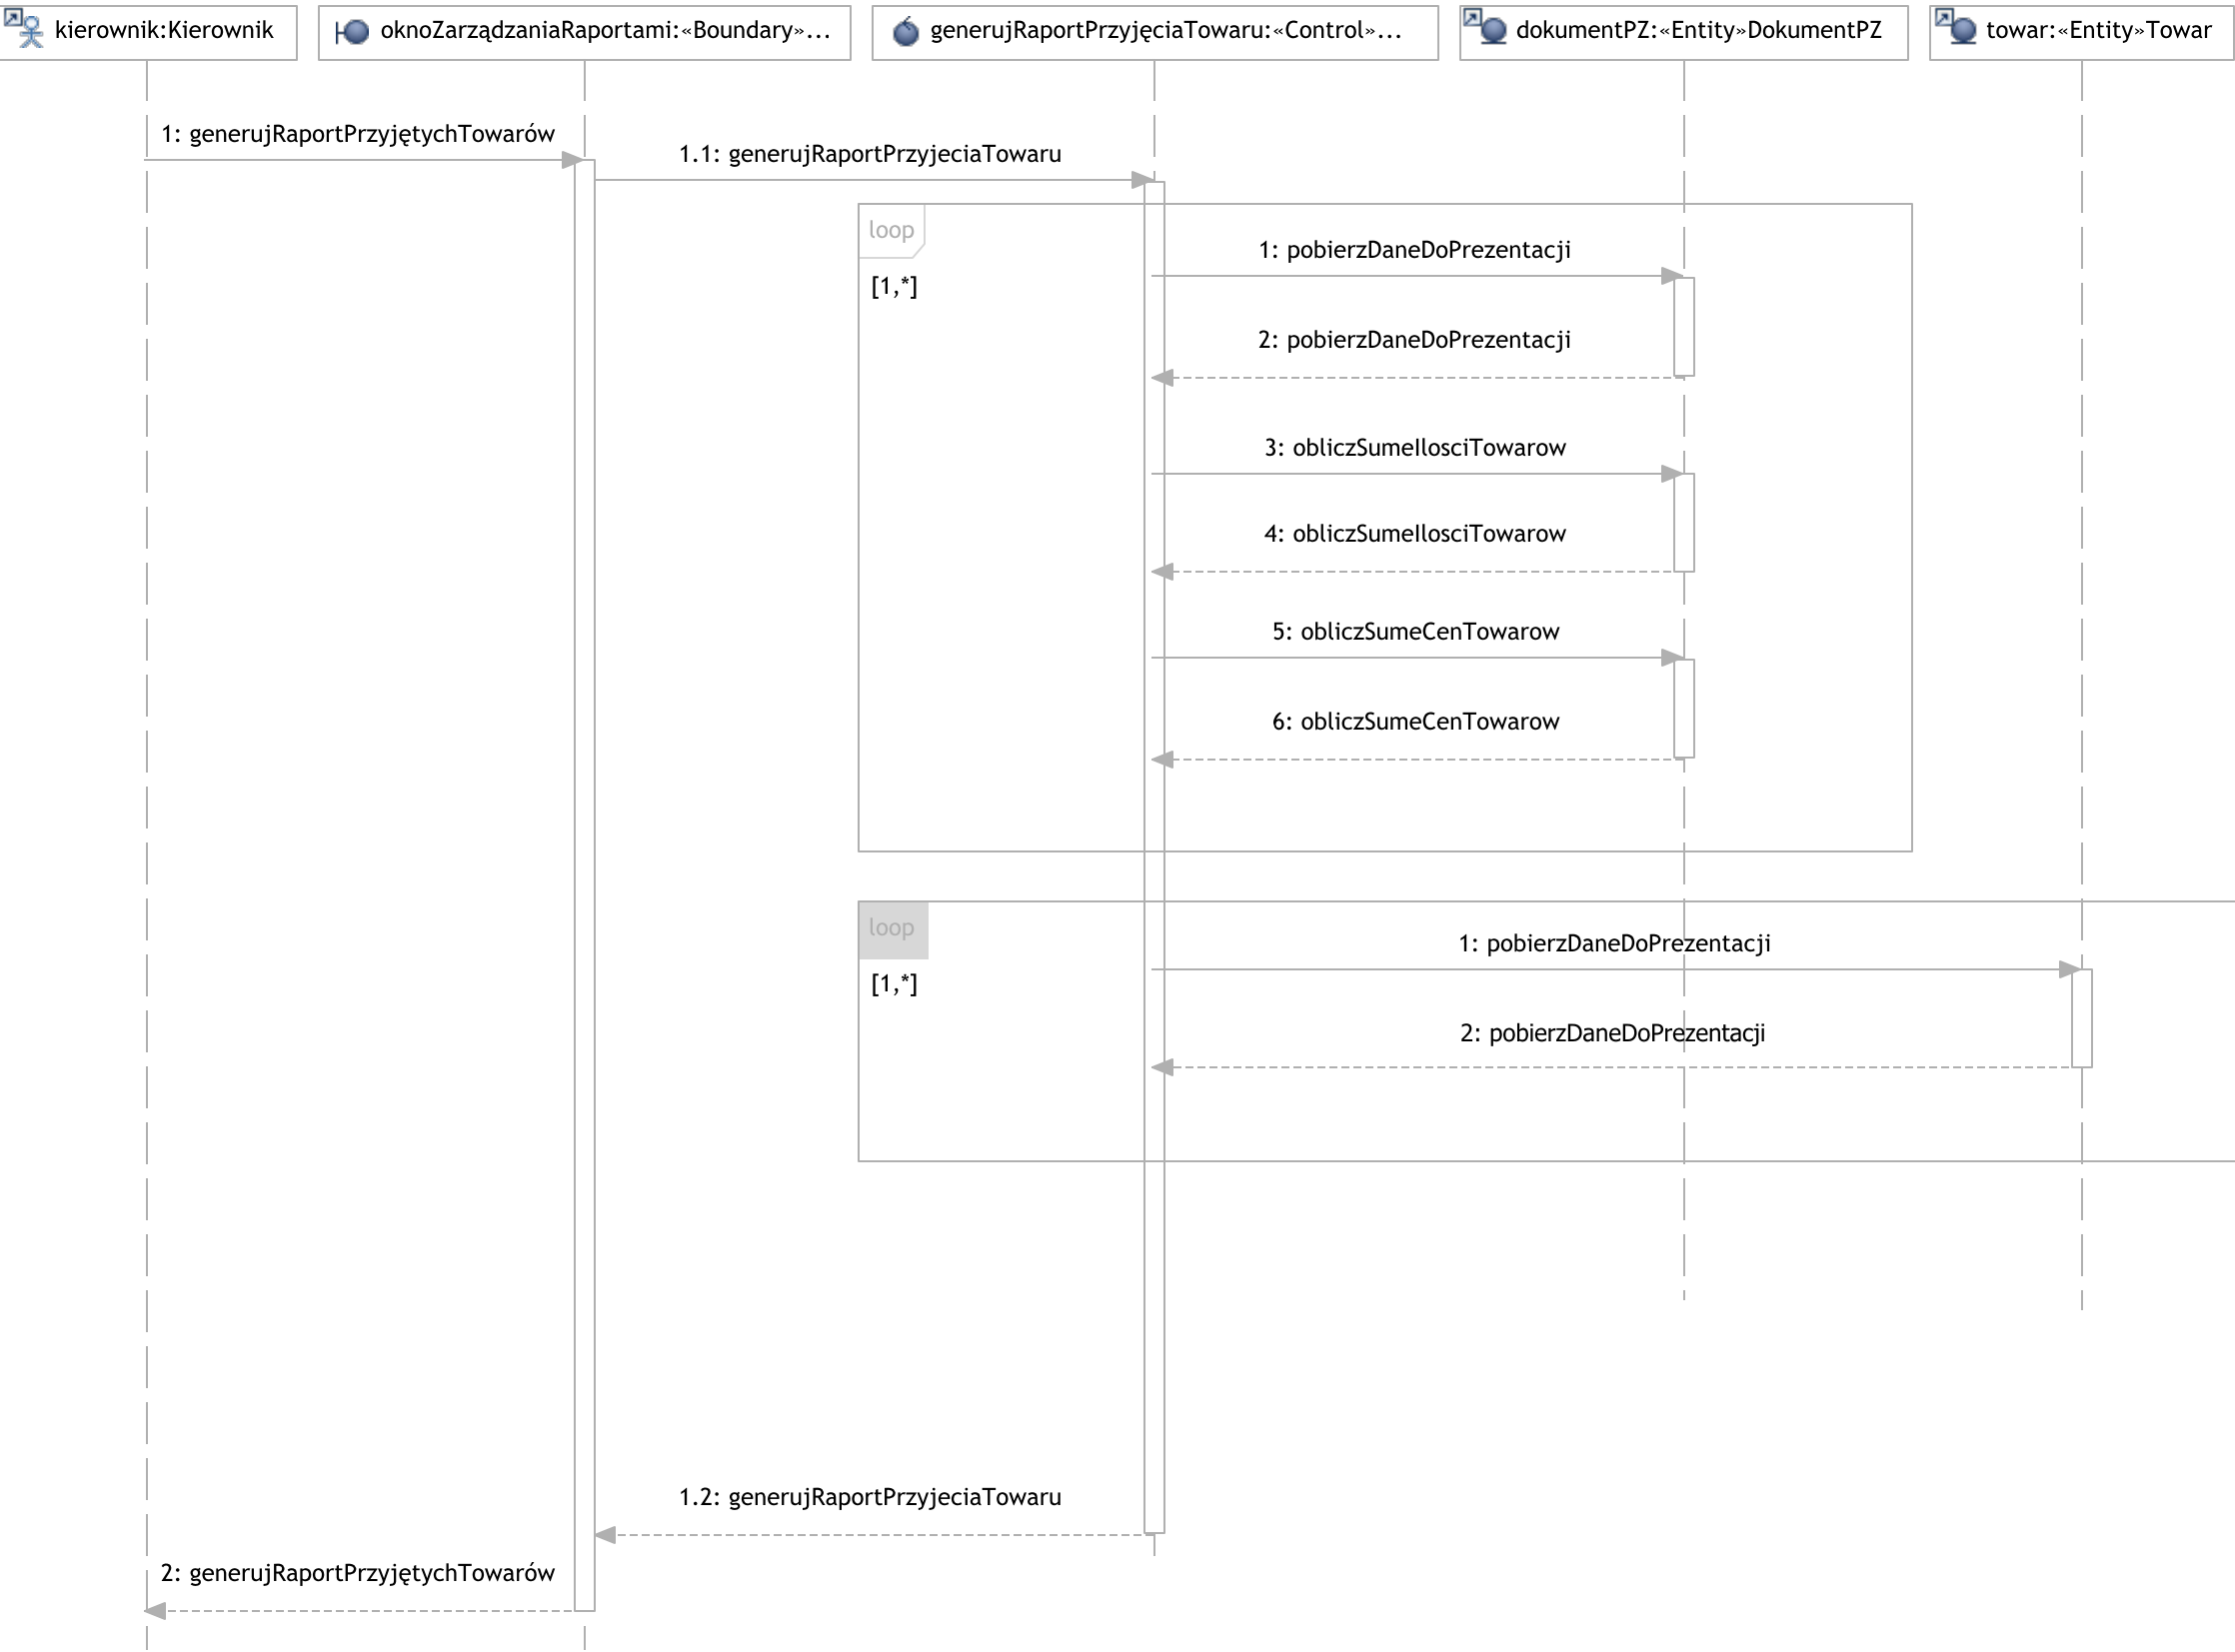 kierownik:Kierownik
oknoZarządzaniaRaportami:«Boundary»...
generujRaportPrzyjęciaTowaru:«Control»...
dokumentPZ:«Entity»DokumentPZ
towar:«Entity»Towar
1: generujRaportPrzyjętychTowarów
1.1: generujRaportPrzyjeciaTowaru
loop
[1,*]
1: pobierzDaneDoPrezentacji
2: pobierzDaneDoPrezentacji
3: obliczSumeIlosciTowarow
4: obliczSumeIlosciTowarow
5: obliczSumeCenTowarow
6: obliczSumeCenTowarow
loop
[1,*]
1: pobierzDaneDoPrezentacji
2: pobierzDaneDoPrezentacji
1.2: generujRaportPrzyjeciaTowaru
2: generujRaportPrzyjętychTowarów